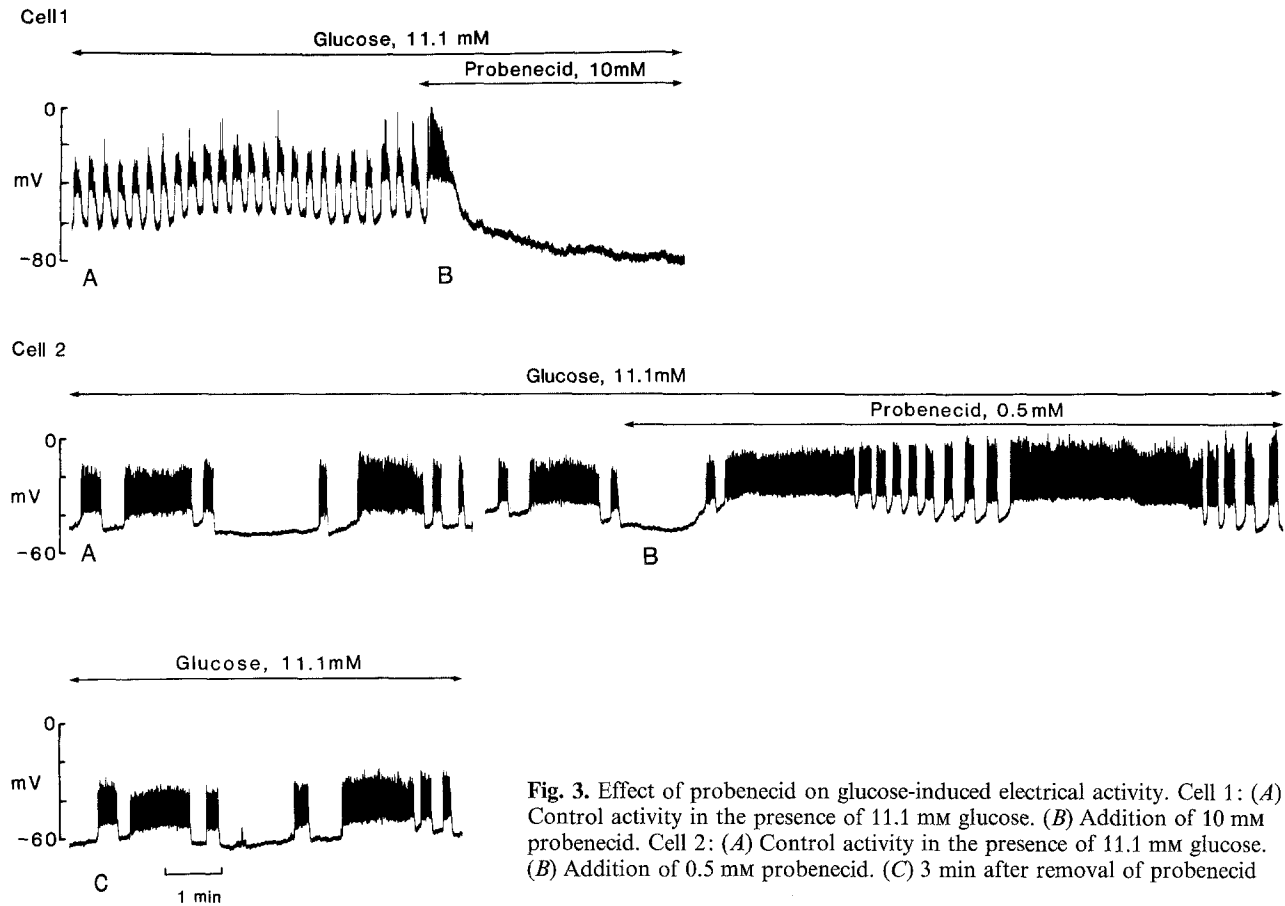 Cell1
Glucose, 11.1 mM
Probenecid, 10mM
0
mV
-80
A
B
Cell 2
Glucose, 11.1mM
Probenecid, 0.5mM
0
mV
-60
A
B
Glucose, 11.1mM
0
mV
-60
C
1 min
Fig. 3. Effect of probenecid on glucose-induced electrical activity. Cell 1: (A)
Control activity in the presence of 11.1 mM glucose. (B) Addition of 10 mM
probenecid. Cell 2: (A) Control activity in the presence of 11.1 mM glucose.
(B) Addition of 0.5 mM probenecid. (C) 3 min after removal of probenecid